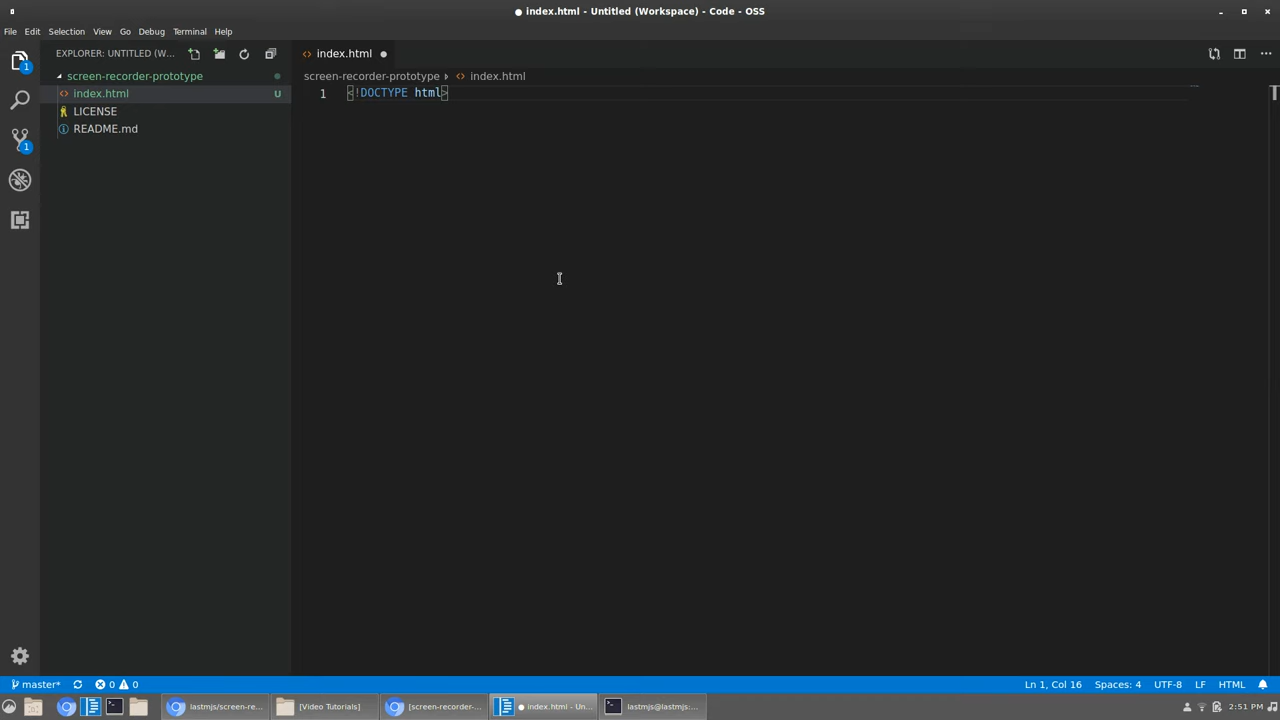 ● index.html - Untitled (Workspace) - Code - OSS
File Edit Selection View Go Debug Terminal Help
EXPLORER: UNTITLED (W...
index.html ●
screen-recorder-prototype
screen-recorder-prototype index.html
index.html U
1 <!DOCTYPE html>
LICENSE
README.md
1
1
master* 0 0 Ln 1, Col 16 Spaces: 4 UTF-8 LF HTML
lastmjs/screen-re... [Video Tutorials] [screen-recorder-... ● index.html - Un... lastmjs@lastmjs:... 2:51 PM